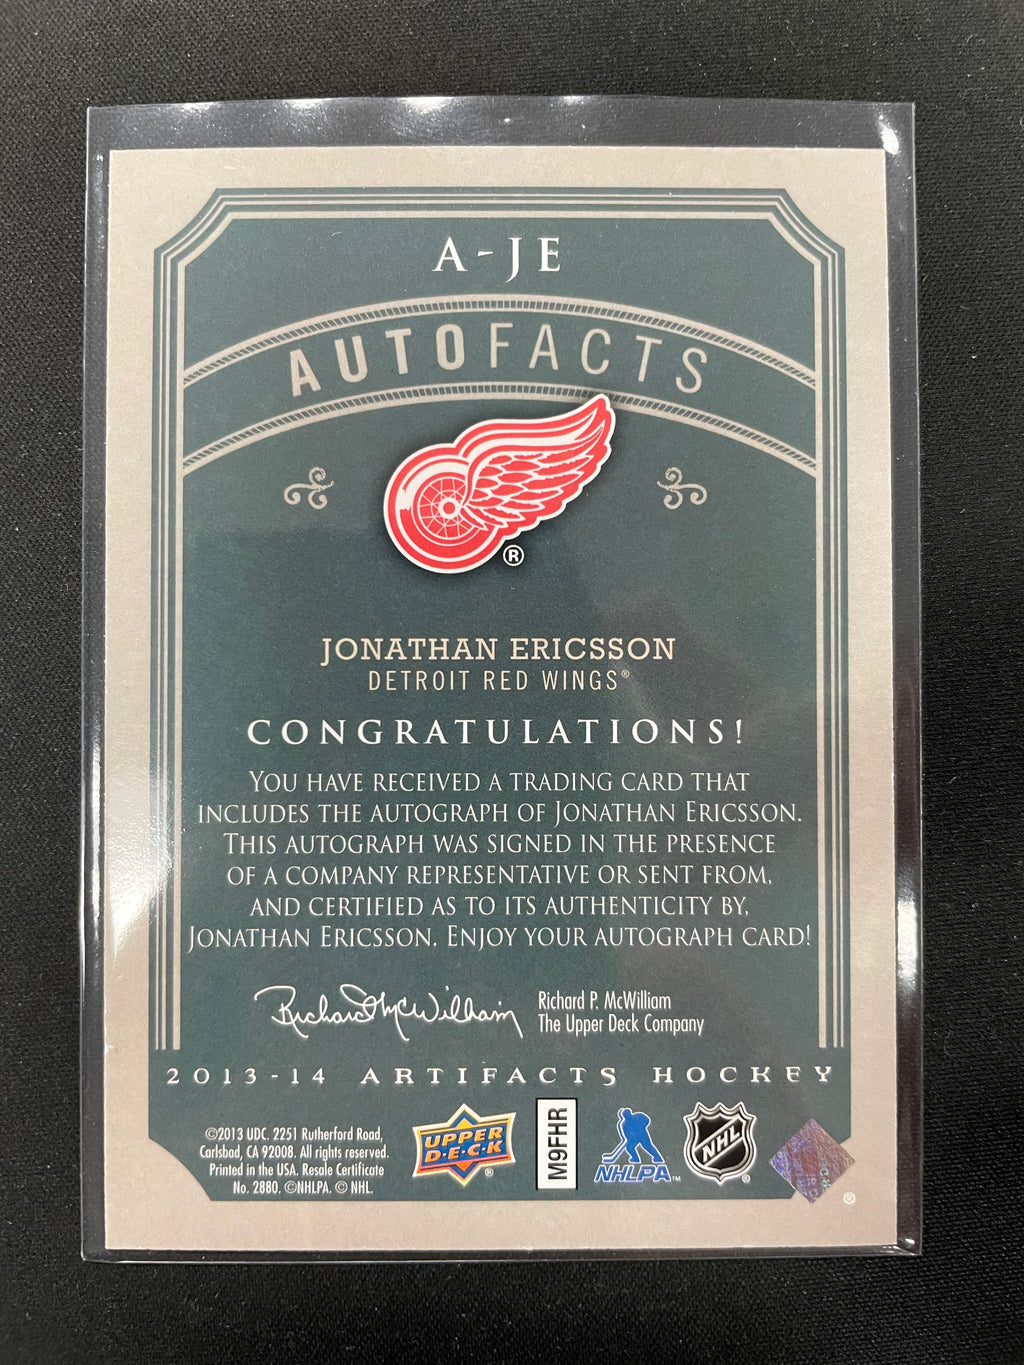 A-JE
AUTOFACTS
®
JONATHAN ERICSSON
DETROIT RED WINGS®
CONGRATULATIONS!
YOU HAVE RECEIVED A TRADING CARD THAT
INCLUDES THE AUTOGRAPH OF JONATHAN ERICSSON.
THIS AUTOGRAPH WAS SIGNED IN THE PRESENCE
OF A COMPANY REPRESENTATIVE OR SENT FROM,
AND CERTIFIED AS TO ITS AUTHENTICITY BY,
JONATHAN ERICSSON. ENJOY YOUR AUTOGRAPH CARD!
Richard McWilliam
Richard P. McWilliam
The Upper Deck Company
2013-14 ARTIFACTS HOCKEY
©2013 UDC. 2251 Rutherford Road,
Carlsbad, CA 92008. All rights reserved.
Printed in the USA. Resale Certificate
No. 2880. ©NHLPA. © NHL.
UPPER
D·E·C·K
®
M9FHR
NHLPA™
NHL
®
®